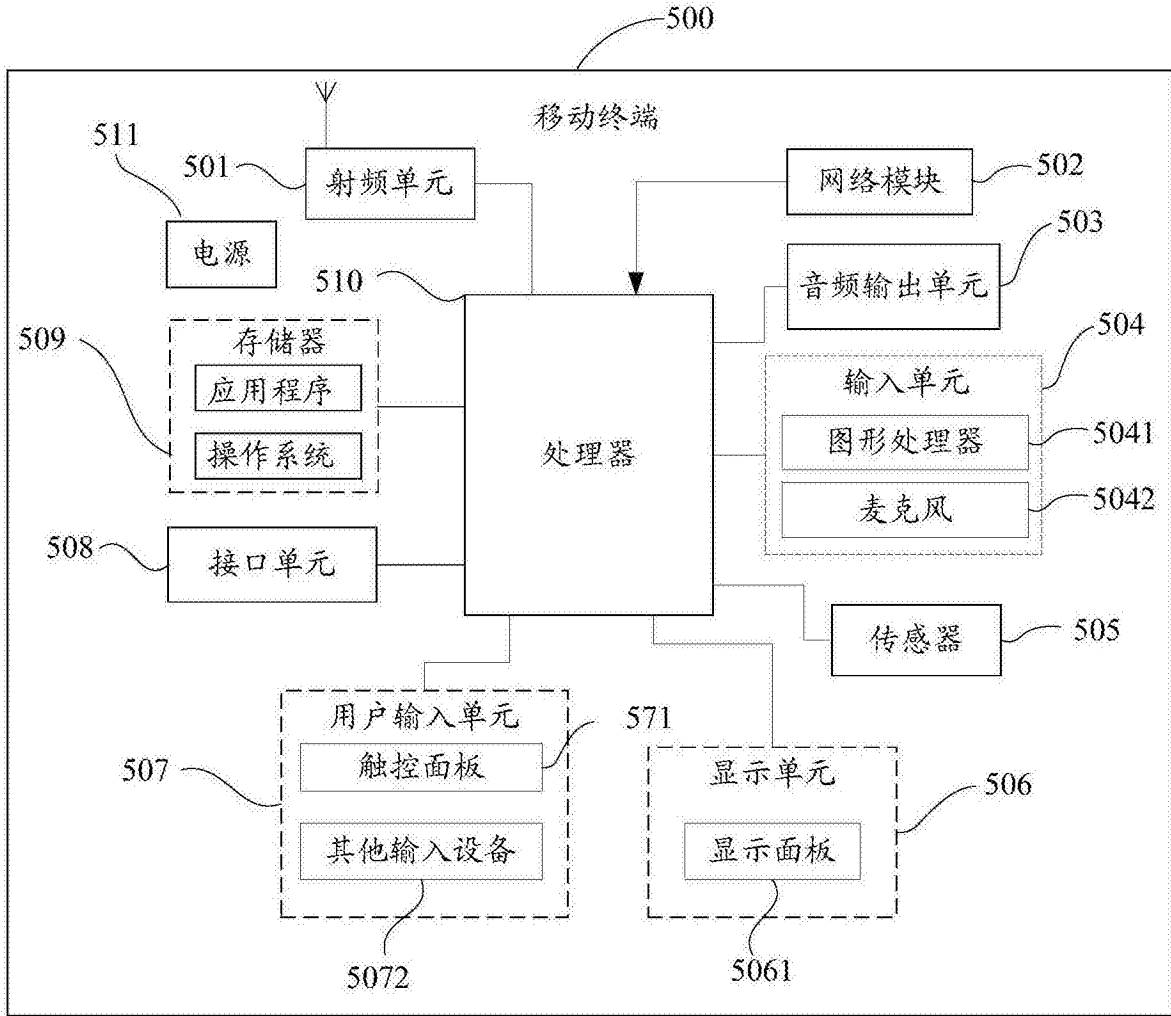 500
移动终端
511
501
射频单元
网络模块
502
电源
503
音频输出单元
510
509
存储器
应用程序
操作系统
504
输入单元
图形处理器
5041
麦克风
5042
处理器
508
接口单元
传感器
505
用户输入单元
571
触控面板
507
其他输入设备
5072
显示单元
506
显示面板
5061